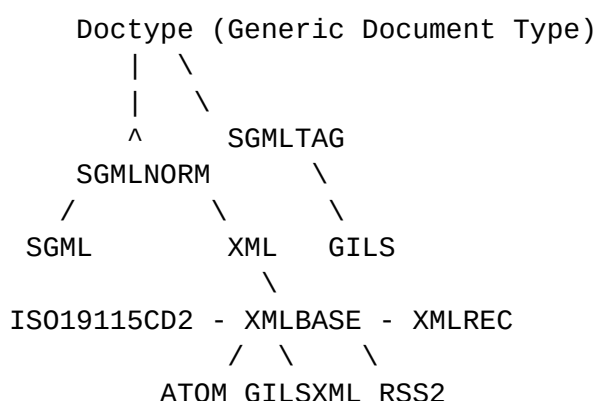 Doctype (Generic Document Type)
| \
| \
^ SGMLTAG
SGMLNORM \
/ \ \
SGML XML GILS
\
ISO19115CD2 - XMLBASE - XMLREC
/ \ \
ATOM GILSXML RSS2